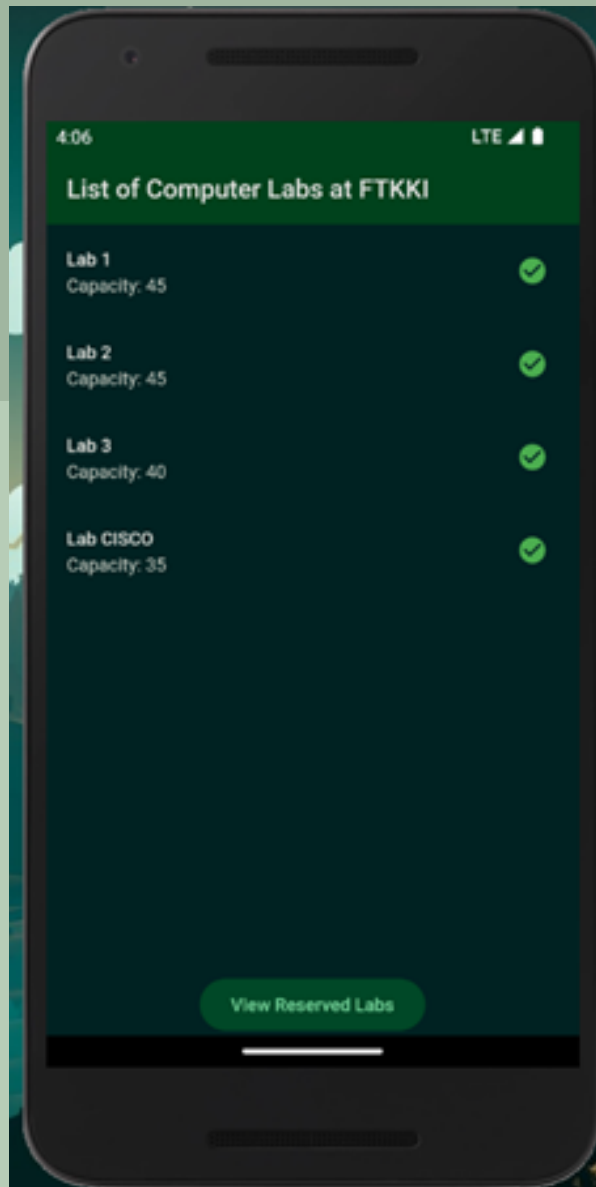 4:06 LTE
List of Computer Labs at FTKKI
Lab 1
Capacity: 45
Lab 2
Capacity: 45
Lab 3
Capacity: 40
Lab CISCO
Capacity: 35
View Reserved Labs